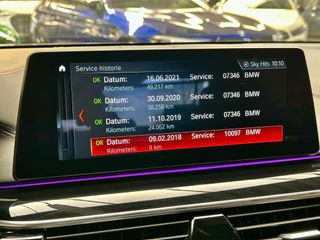 Service historie Sky Hits 10:10
OK Datum: 16.06.2021 Service: 07346 BMW
Kilometers: 49.217 km
OK Datum: 30.09.2020 Service: 07346 BMW
Kilometers: 38.258 km
OK Datum: 11.10.2019 Service: 07346 BMW
Kilometers: 24.062 km
OK Datum: 09.02.2018 Service: 10097 BMW
Kilometers: 9 km